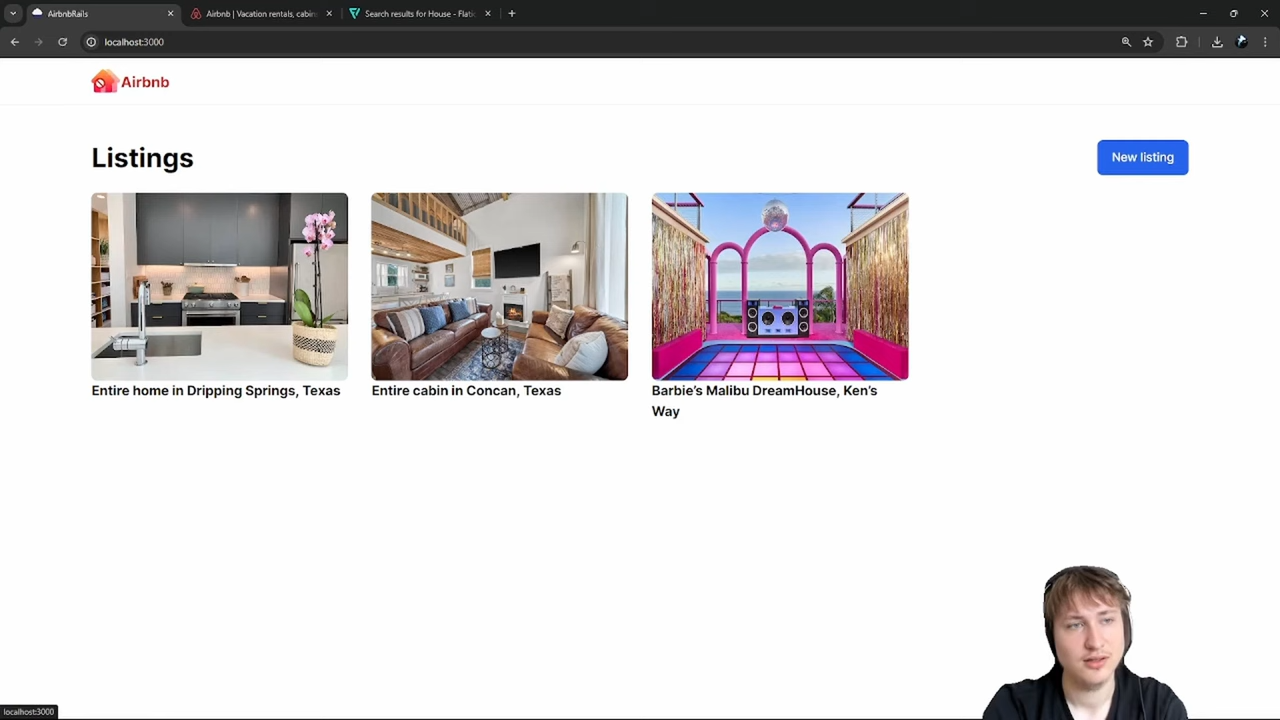 AirbnbRails
Airbnb | Vacation rentals, cabin
Search results for House - Flati
localhost:3000
Airbnb
Listings
New listing
Entire home in Dripping Springs, Texas
Entire cabin in Concan, Texas
Barbie’s Malibu DreamHouse, Ken’s
Way
localhost:3000